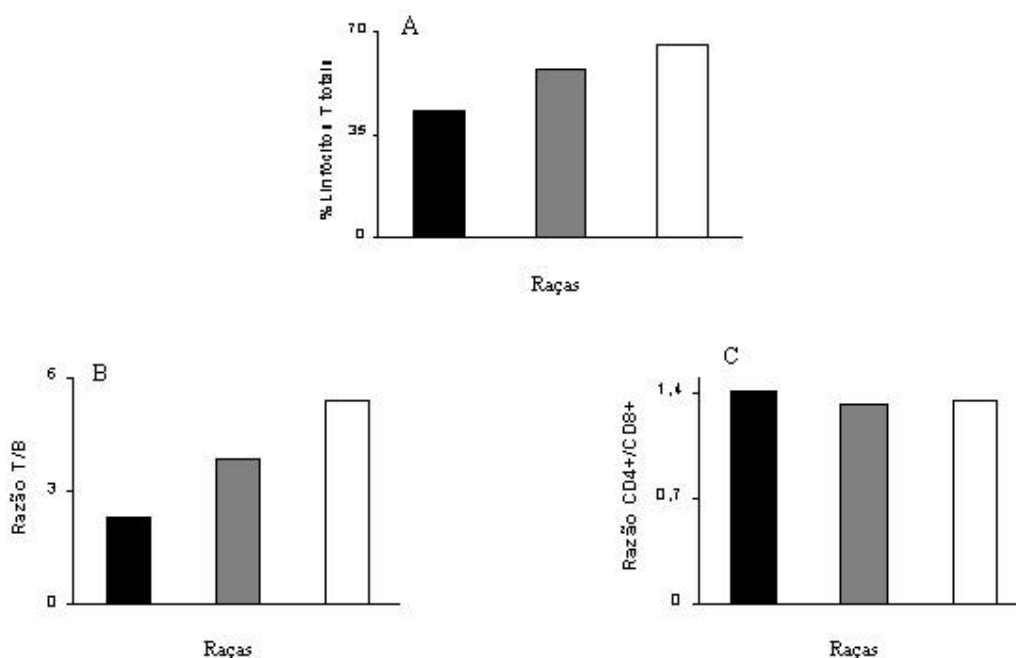 A
70
35
0
% Linfócitos T totais
Raças
B
6
3
0
Razão T/B
Raças
C
1,4
0,7
0
Razão CD4+/CD8+
Raças